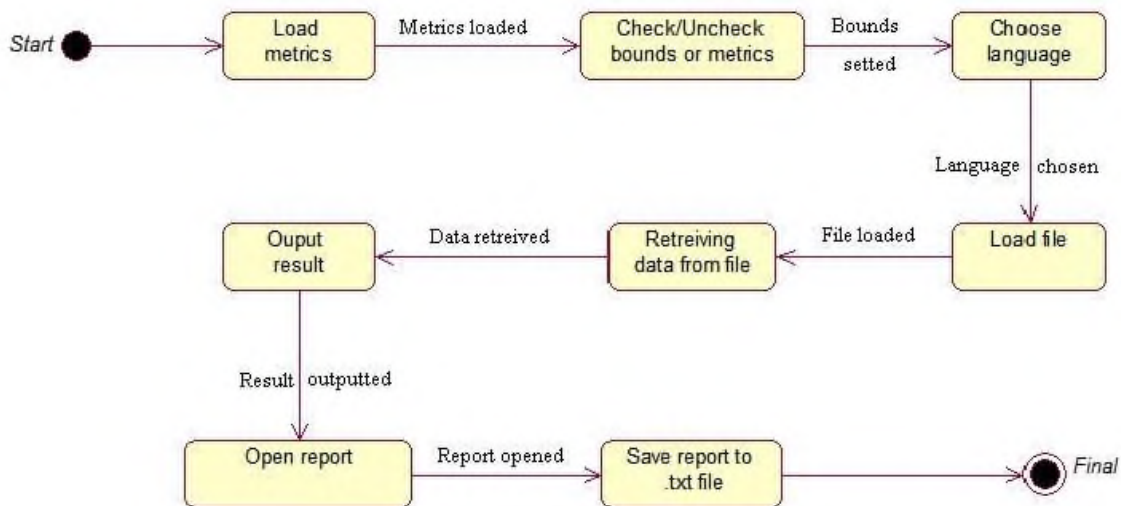 Start
Load
metrics
Metrics loaded
Check/Uncheck
bounds or metrics
Bounds
setted
Choose
language
Language chosen
Ouput
result
Data retreived
Retreiving
data from file
File loaded
Load file
Result outputted
Open report
Report opened
Save report to
.txt file
Final